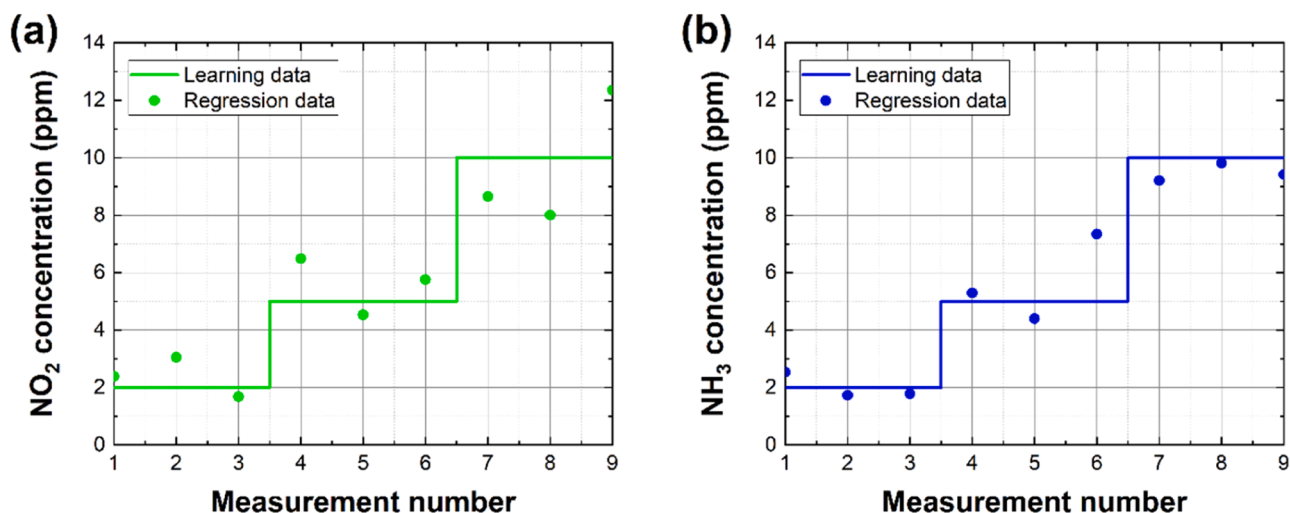 (a)
NO₂ concentration (ppm)
14
12
10
8
6
4
2
0
Learning data
Regression data
1 2 3 4 5 6 7 8 9
Measurement number
(b)
NH₃ concentration (ppm)
14
12
10
8
6
4
2
0
Learning data
Regression data
1 2 3 4 5 6 7 8 9
Measurement number